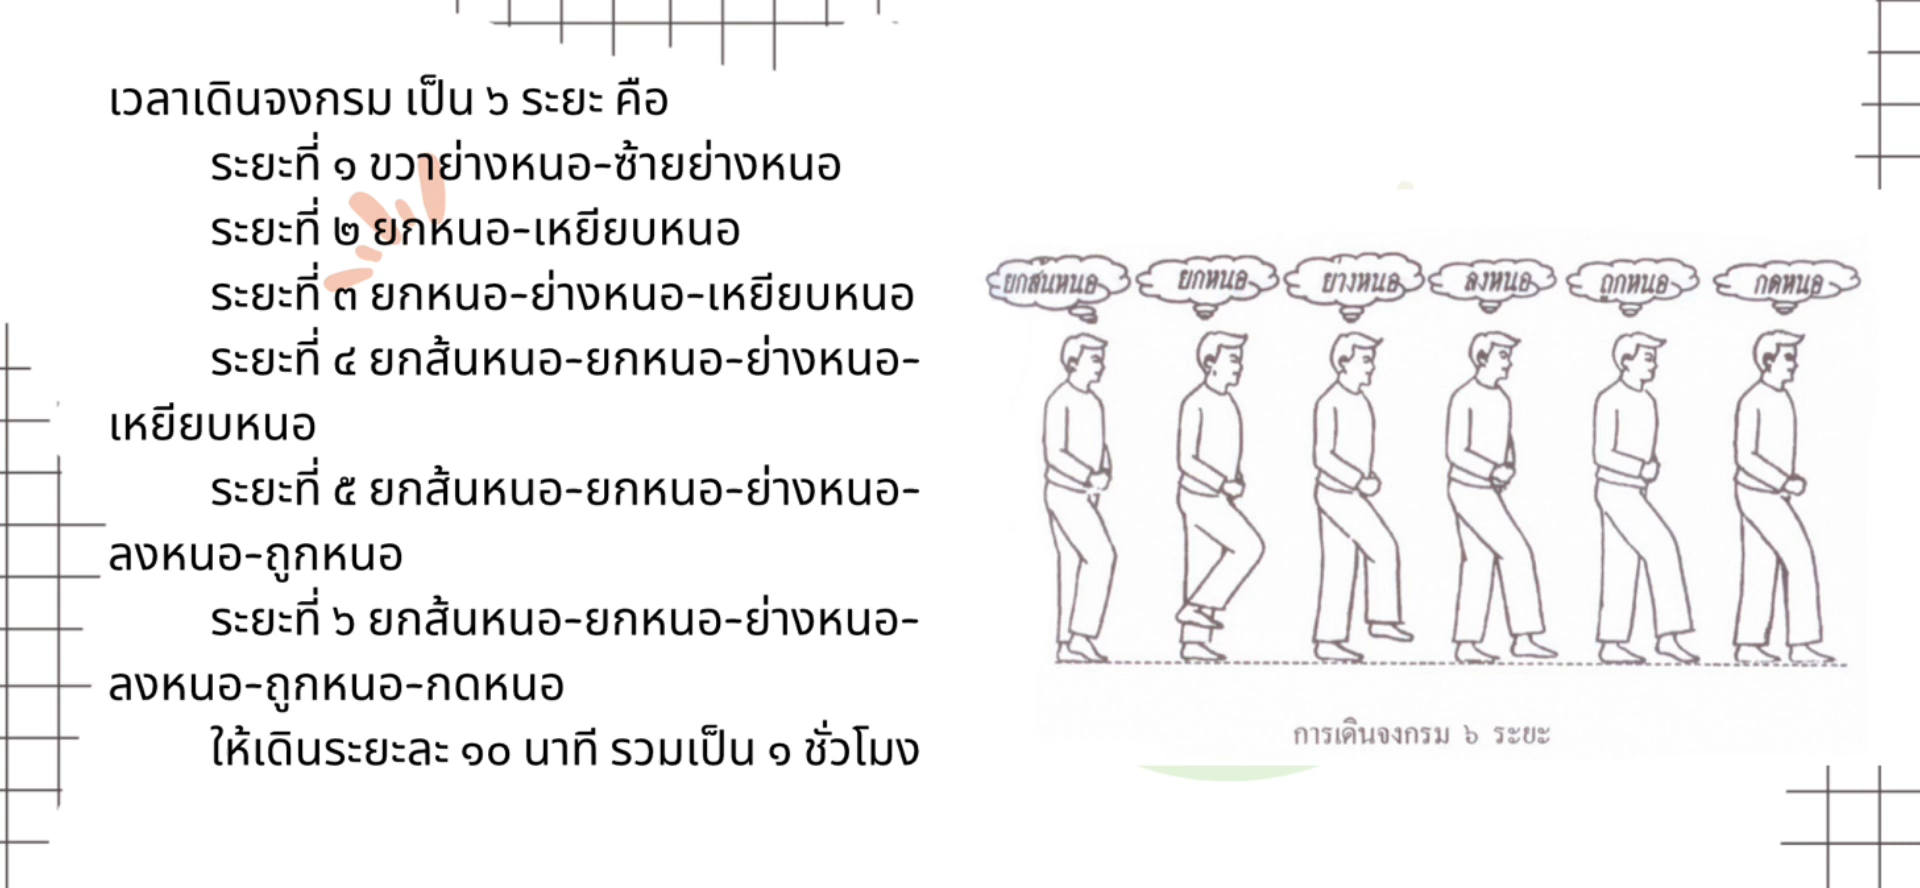 เวลาเดินจงกรม เป็น ๖ ระยะ คือ
ระยะที่ ๑ ขวาย่างหนอ-ซ้ายย่างหนอ
ระยะที่ ๒ ยกหนอ-เหยียบหนอ
ระยะที่ ๓ ยกหนอ-ย่างหนอ-เหยียบหนอ
ระยะที่ ๔ ยกส้นหนอ-ยกหนอ-ย่างหนอ-
เหยียบหนอ
ระยะที่ ๕ ยกส้นหนอ-ยกหนอ-ย่างหนอ-
ลงหนอ-ถูกหนอ
ระยะที่ ๖ ยกส้นหนอ-ยกหนอ-ย่างหนอ-
ลงหนอ-ถูกหนอ-กดหนอ
ให้เดินระยะละ ๑๐ นาที รวมเป็น ๑ ชั่วโมง
ยกส้นหนอ ยกหนอ ย่างหนอ ลงหนอ ถูกหนอ กดหนอ
การเดินจงกรม ๖ ระยะ